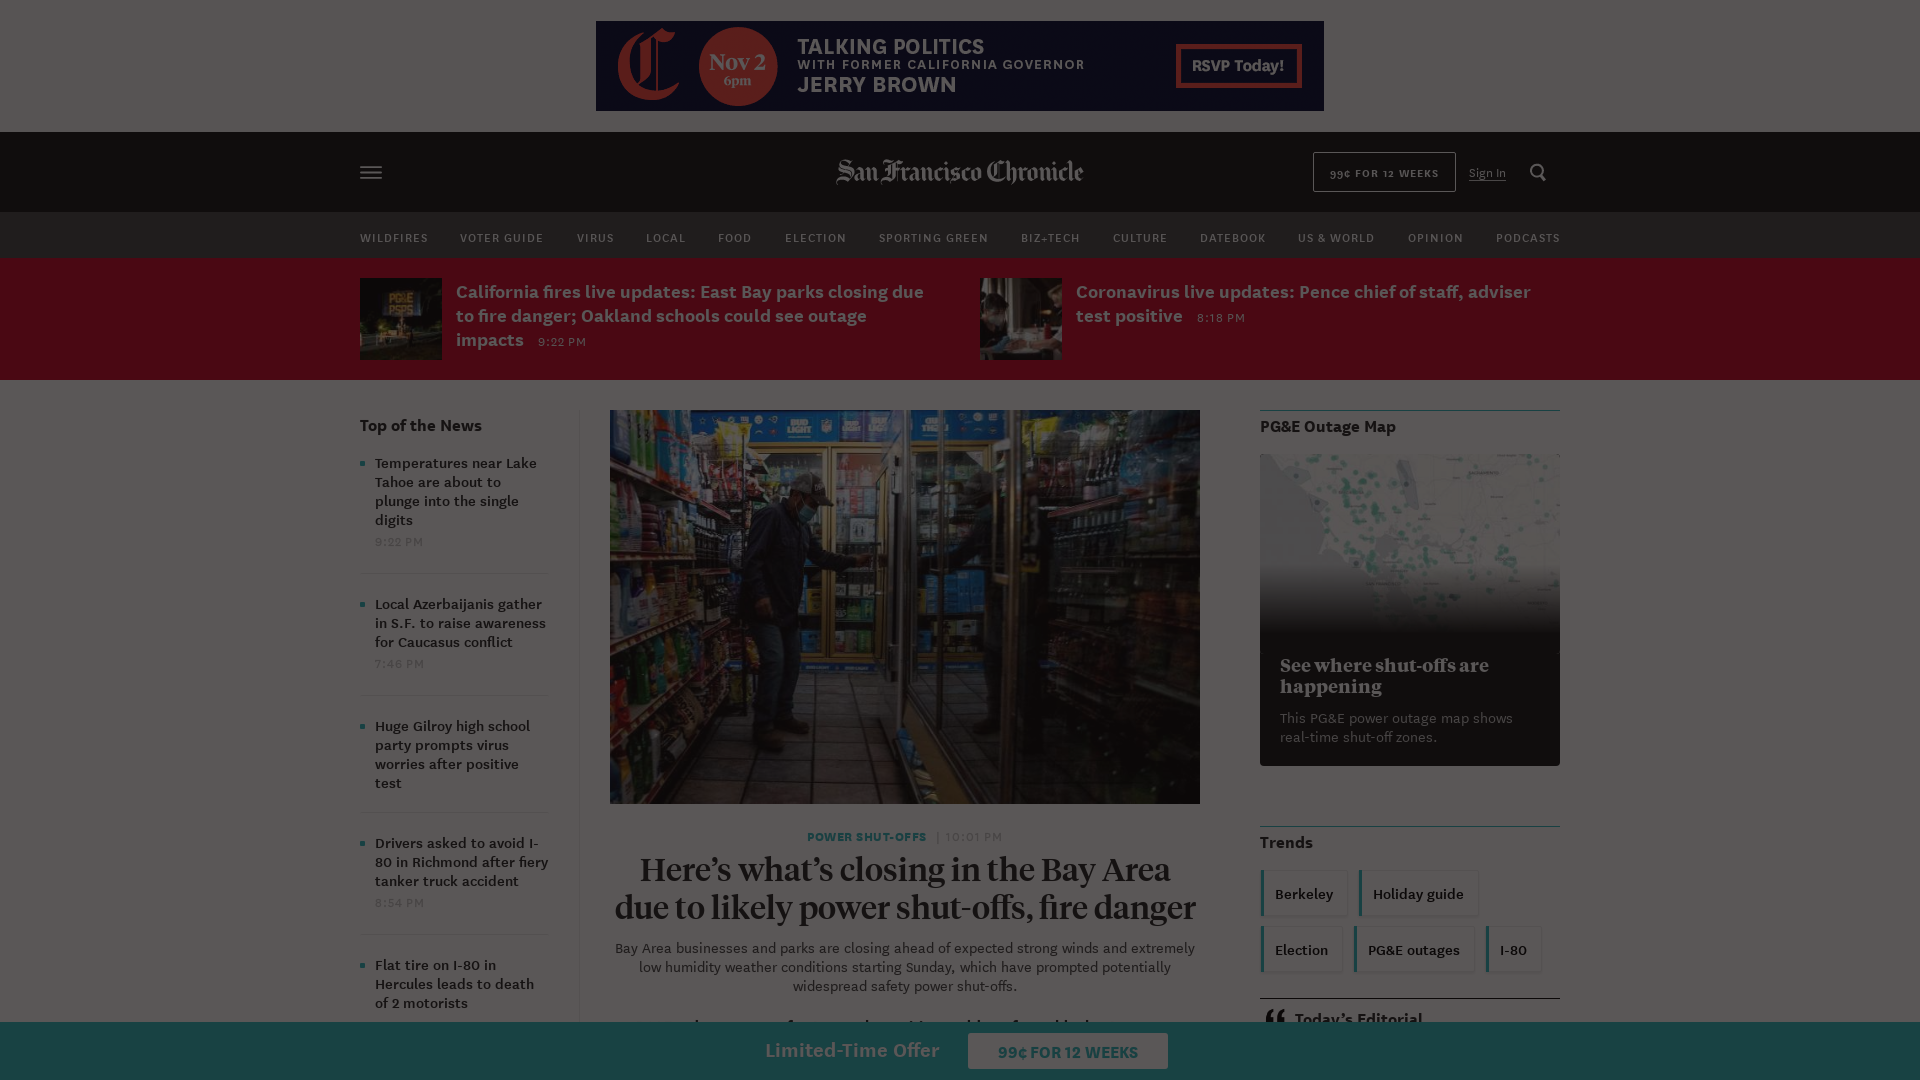 Nov 2
6pm
TALKING POLITICS
WITH FORMER CALIFORNIA GOVERNOR
JERRY BROWN
RSVP Today!
San Francisco Chronicle
99¢ FOR 12 WEEKS
Sign In
WILDFIRES VOTER GUIDE VIRUS LOCAL FOOD ELECTION SPORTING GREEN BIZ+TECH CULTURE DATEBOOK US & WORLD OPINION PODCASTS
California fires live updates: East Bay parks closing due
to fire danger; Oakland schools could see outage
impacts 9:22 PM
Coronavirus live updates: Pence chief of staff, adviser
test positive 8:18 PM
Top of the News
Temperatures near Lake
Tahoe are about to
plunge into the single
digits
9:22 PM
Local Azerbaijanis gather
in S.F. to raise awareness
for Caucasus conflict
7:46 PM
Huge Gilroy high school
party prompts virus
worries after positive
test
Drivers asked to avoid I-
80 in Richmond after fiery
tanker truck accident
8:54 PM
Flat tire on I-80 in
Hercules leads to death
of 2 motorists
BUD LIGHT
POWER SHUT-OFFS | 10:01 PM
Here's what's closing in the Bay Area
due to likely power shut-offs, fire danger
Bay Area businesses and parks are closing ahead of expected strong winds and extremely
low humidity weather conditions starting Sunday, which have prompted potentially
widespread safety power shut-offs.
PG&E Outage Map
See where shut-offs are
happening
This PG&E power outage map shows
real-time shut-off zones.
Trends
Berkeley
Holiday guide
Election
PG&E outages
I-80
Today's Editorial
Limited-Time Offer
99¢ FOR 12 WEEKS